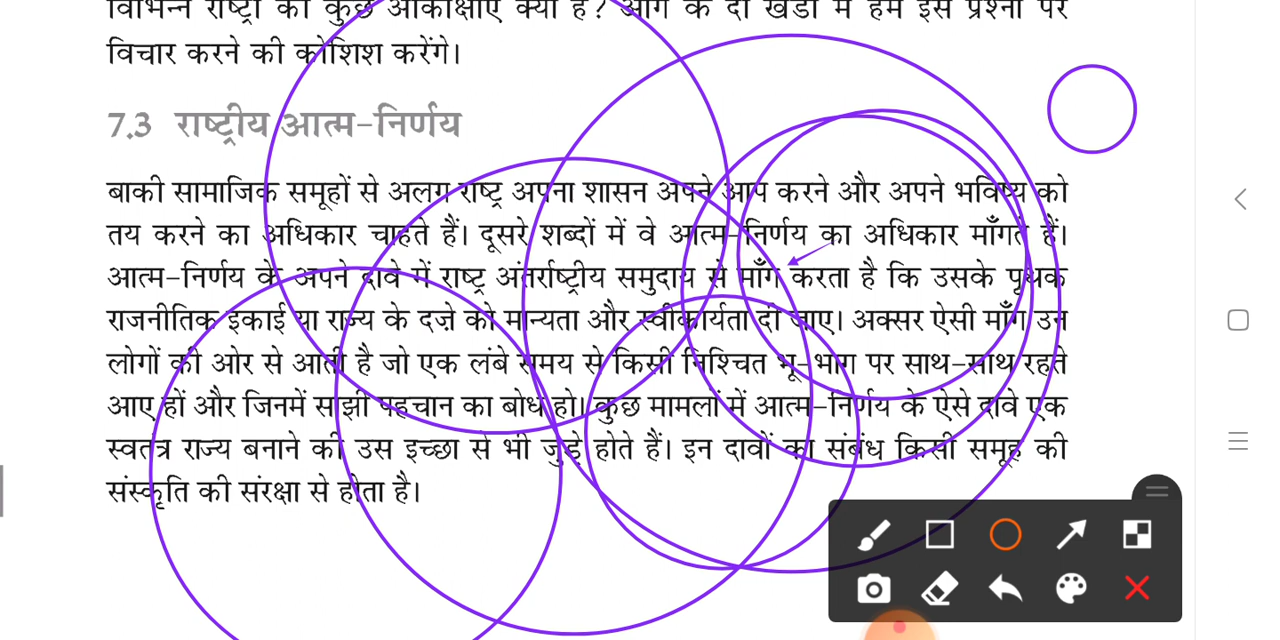 विभिन्न राष्ट्रों की कुछ आकांक्षाएँ क्या हैं? आगे के दो खंडों में हम इस प्रश्नों पर
विचार करने की कोशिश करेंगे।
7.3 राष्ट्रीय आत्म-निर्णय
बाकी सामाजिक समूहों से अलग राष्ट्र अपना शासन अपने आप करने और अपने भविष्य को
तय करने का अधिकार चाहते हैं। दूसरे शब्दों में वे आत्म-निर्णय का अधिकार माँगते हैं।
आत्म-निर्णय के अपने दावे में राष्ट्र अंतर्राष्ट्रीय समुदाय से माँग करता है कि उसके पृथक
राजनीतिक इकाई या राज्य के दर्ज़े को मान्यता और स्वीकार्यता दी जाए। अक्सर ऐसी माँग उन
लोगों की ओर से आती है जो एक लंबे समय से किसी निश्चित भू-भाग पर साथ-साथ रहते
आए हों और जिनमें साझी पहचान का बोध हो। कुछ मामलों में आत्म-निर्णय के ऐसे दावे एक
स्वतंत्र राज्य बनाने की उस इच्छा से भी जुड़े होते हैं। इन दावों का संबंध किसी समूह की
संस्कृति की संरक्षा से होता है।